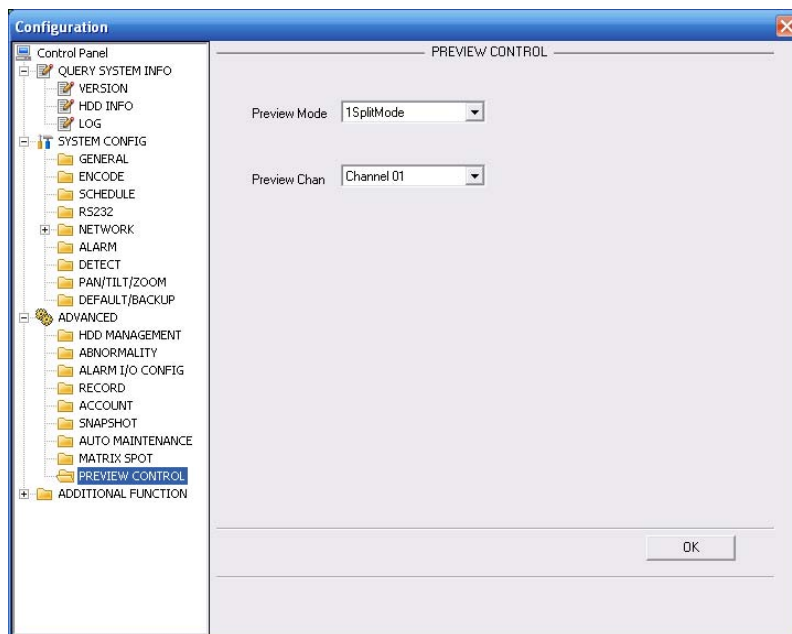 Configuration
Control Panel
QUERY SYSTEM INFO
VERSION
HDD INFO
LOG
SYSTEM CONFIG
GENERAL
ENCODE
SCHEDULE
RS232
NETWORK
ALARM
DETECT
PAN/TILT/ZOOM
DEFAULT/BACKUP
ADVANCED
HDD MANAGEMENT
ABNORMALITY
ALARM I/O CONFIG
RECORD
ACCOUNT
SNAPSHOT
AUTO MAINTENANCE
MATRIX SPOT
PREVIEW CONTROL
ADDITIONAL FUNCTION
PREVIEW CONTROL
Preview Mode 1SplitMode
Preview Chan Channel 01
OK